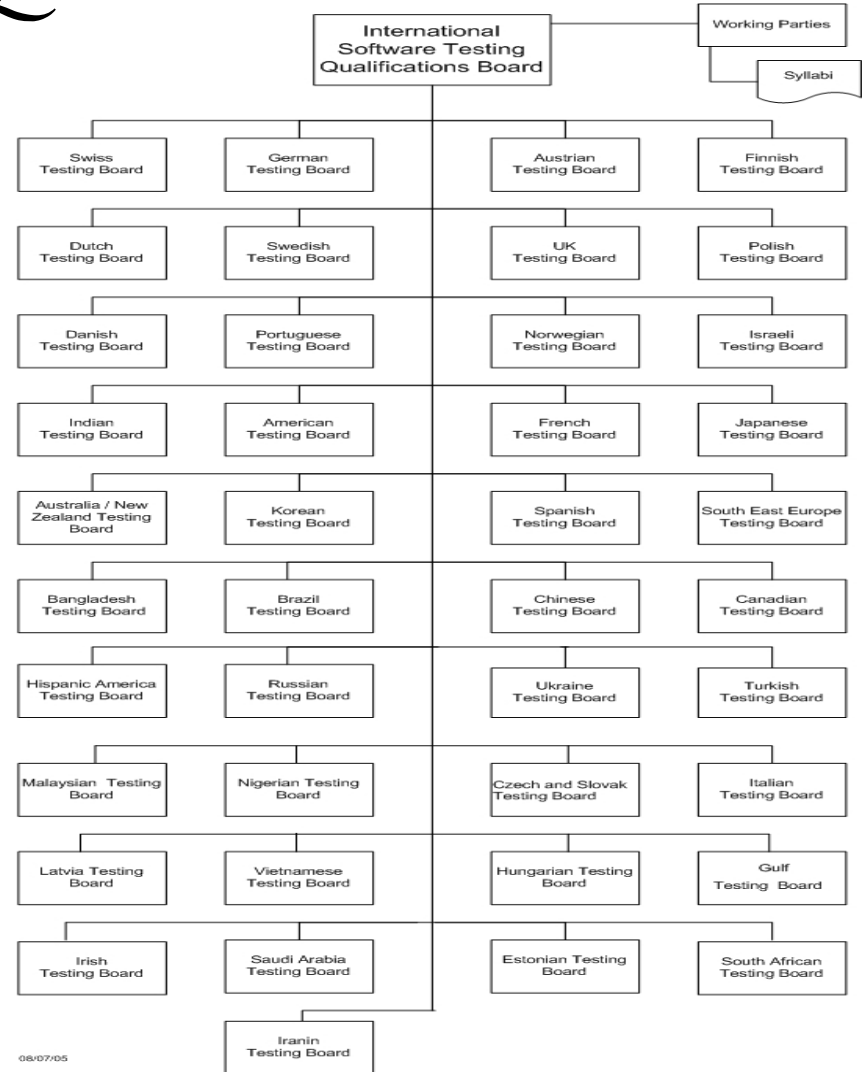 International
Software Testing
Qualifications Board
Working Parties
Syllabi
Swiss
Testing Board
German
Testing Board
Austrian
Testing Board
Finnish
Testing Board
Dutch
Testing Board
Swedish
Testing Board
UK
Testing Board
Polish
Testing Board
Danish
Testing Board
Portuguese
Testing Board
Norwegian
Testing Board
Israeli
Testing Board
Indian
Testing Board
American
Testing Board
French
Testing Board
Japanese
Testing Board
Australia / New
Zealand Testing
Board
Korean
Testing Board
Spanish
Testing Board
South East Europe
Testing Board
Bangladesh
Testing Board
Brazil
Testing Board
Chinese
Testing Board
Canadian
Testing Board
Hispanic America
Testing Board
Russian
Testing Board
Ukraine
Testing Board
Turkish
Testing Board
Malaysian Testing
Board
Nigerian Testing
Board
Czech and Slovak
Testing Board
Italian
Testing Board
Latvia Testing
Board
Vietnamese
Testing Board
Hungarian Testing
Board
Gulf
Testing Board
Irish
Testing Board
Saudi Arabia
Testing Board
Estonian Testing
Board
South African
Testing Board
Iranin
Testing Board
08/07/05